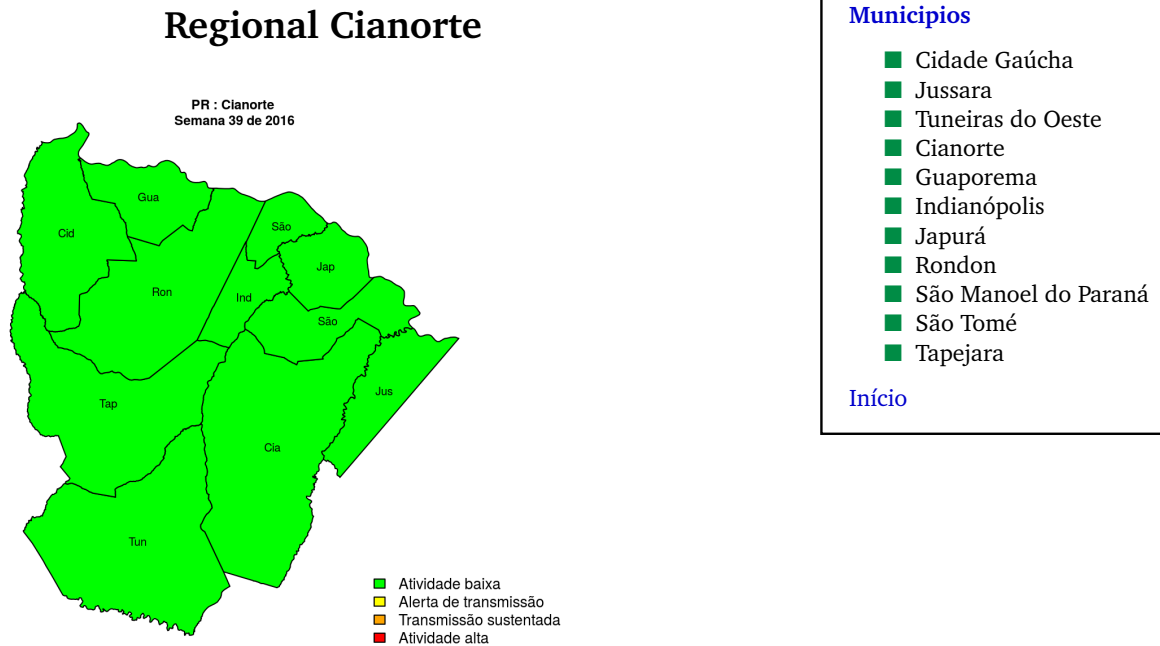 Regional Cianorte
PR : Cianorte
Semana 39 de 2016
Gua
Cid
São
Jap
Ron
Ind
São
Jus
Tap
Cia
Tun
Atividade baixa
Alerta de transmissão
Transmissão sustentada
Atividade alta
Municipios
Cidade Gaúcha
Jussara
Tuneiras do Oeste
Cianorte
Guaporema
Indianópolis
Japurá
Rondon
São Manoel do Paraná
São Tomé
Tapejara
Início